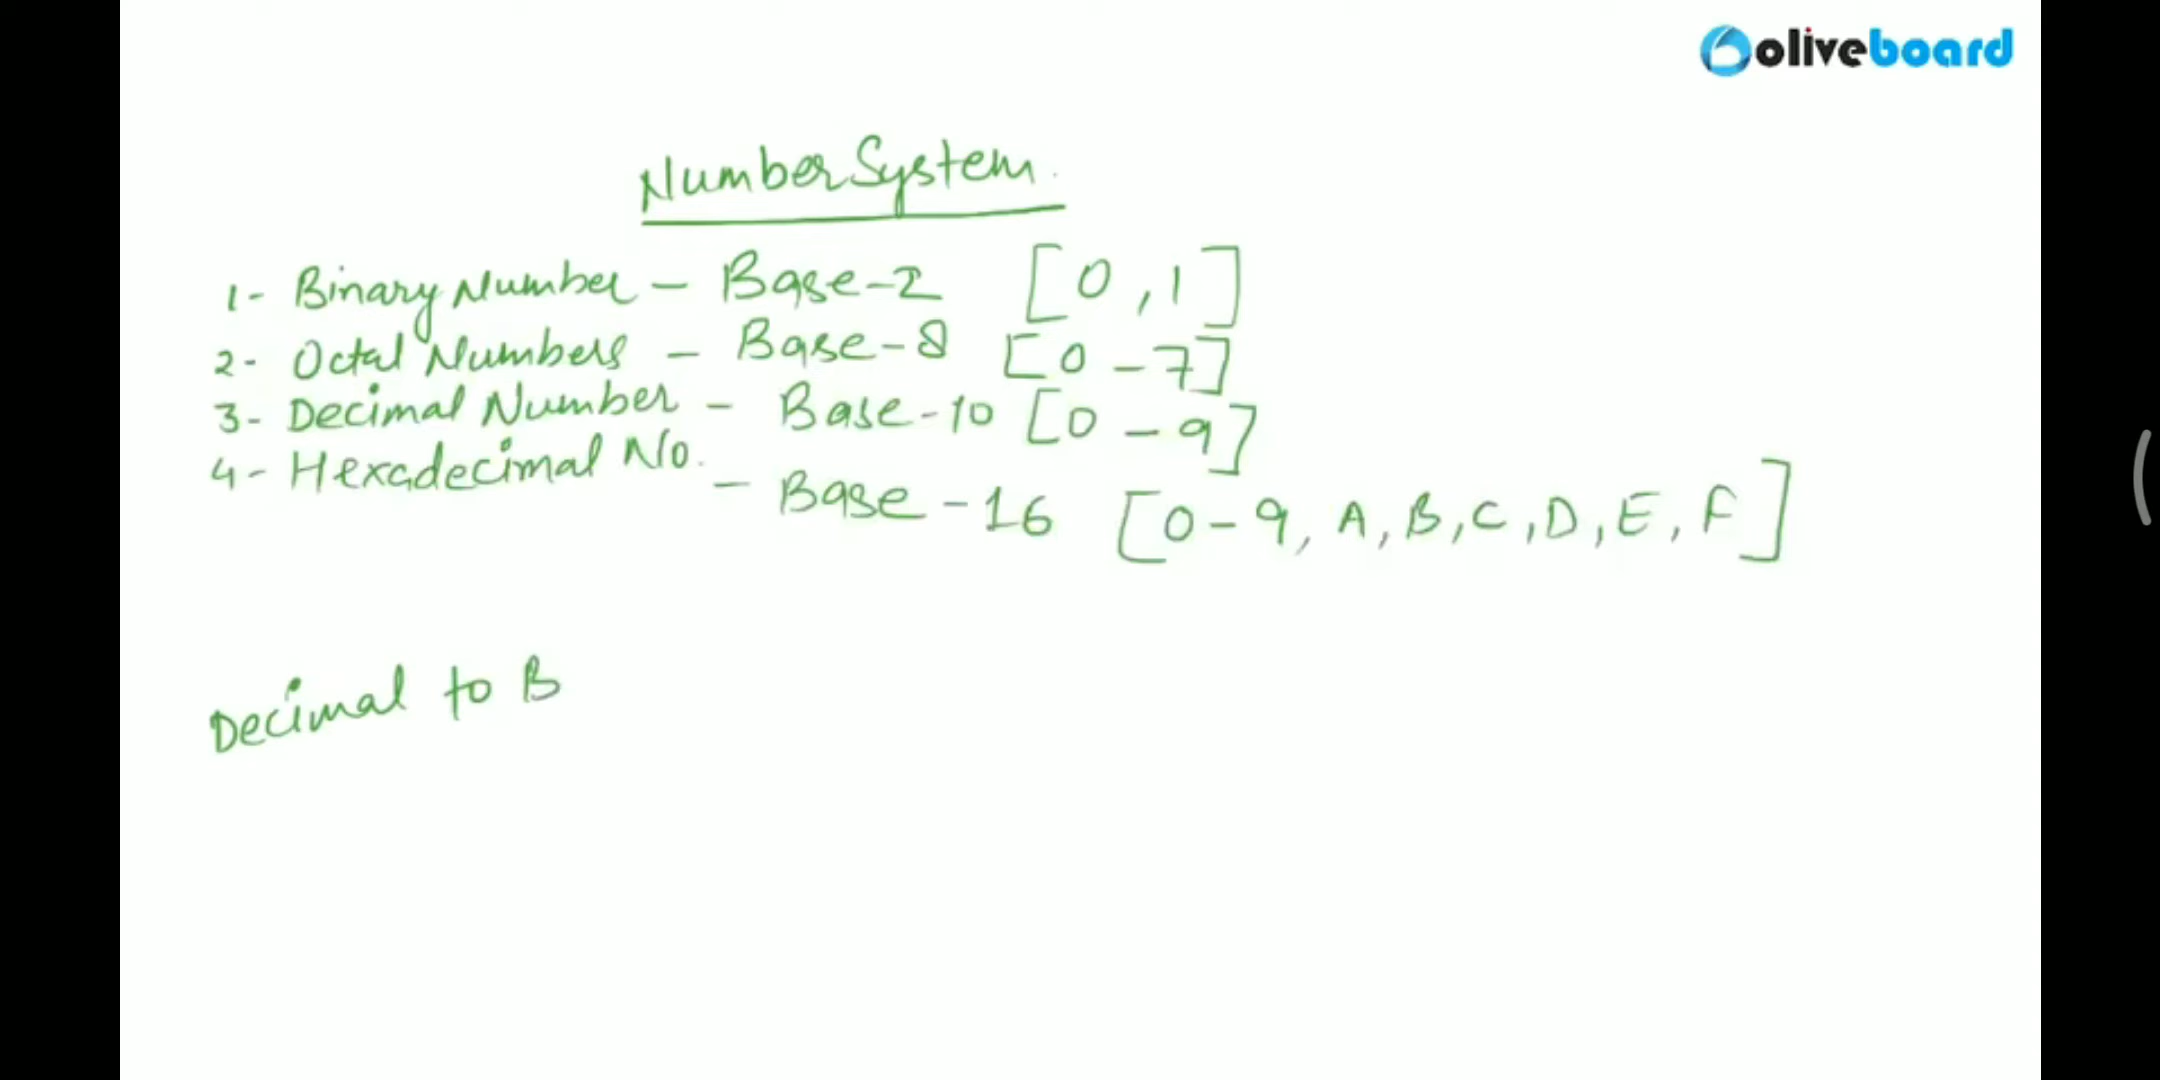 oliveboard
Number System.
1- Binary Number - Base-2 [0,1]
2- Octal Numbers - Base-8 [0-7]
3- Decimal Number - Base-10 [0-9]
4- Hexadecimal No. - Base-16 [0-9, A, B, C, D, E, F]
Decimal to B